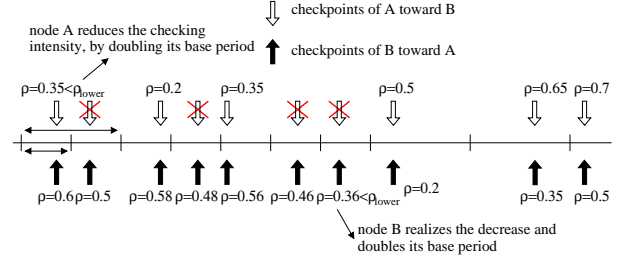 checkpoints of A toward B
node A reduces the checking
intensity, by doubling its base period
checkpoints of B toward A
ρ=0.35<ρlower ρ=0.2 ρ=0.35 ρ=0.5 ρ=0.65 ρ=0.7
ρ=0.6 ρ=0.5 ρ=0.58 ρ=0.48 ρ=0.56 ρ=0.46 ρ=0.36<ρlower ρ=0.2 ρ=0.35 ρ=0.5
node B realizes the decrease and
doubles its base period